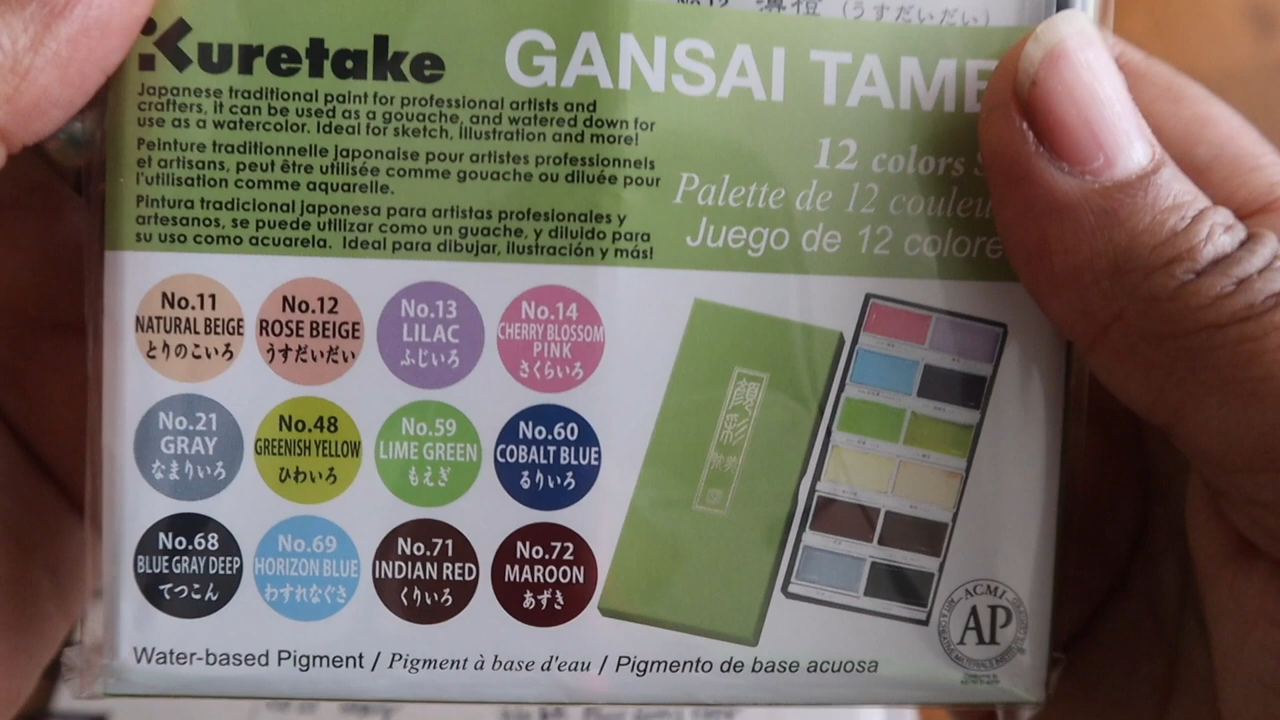 薄橙 (うすだいだい)
Kuretake
GANSAI TAMB
Japanese traditional paint for professional artists and
crafters, it can be used as a gouache, and watered down for
use as a watercolor. Ideal for sketch, illustration and more!
Peinture traditionnelle japonaise pour artistes professionnels
et artisans, peut être utilisée comme gouache ou diluée pour
l'utilisation comme aquarelle.
Pintura tradicional japonesa para artistas profesionales y
artesanos, se puede utilizar como un guache, y diluido para
su uso como acuarela. Ideal para dibujar, ilustración y más!
12 colors
Palette de 12 couleu
Juego de 12 colore
No.11
NATURAL BEIGE
とりのこいろ
No.12
ROSE BEIGE
うすだいだい
No.13
LILAC
ふじいろ
No.14
CHERRY BLOSSOM
PINK
さくらいろ
No.21
GRAY
なまりいろ
No.48
GREENISH YELLOW
ひわいろ
No.59
LIME GREEN
もえぎ
No.60
COBALT BLUE
るりいろ
No.68
BLUE GRAY DEEP
てつこん
No.69
HORIZON BLUE
わすれなぐさ
No.71
INDIAN RED
くりいろ
No.72
MAROON
あずき
ACMI
AP
Water-based Pigment / Pigment à base d'eau / Pigmento de base acuosa